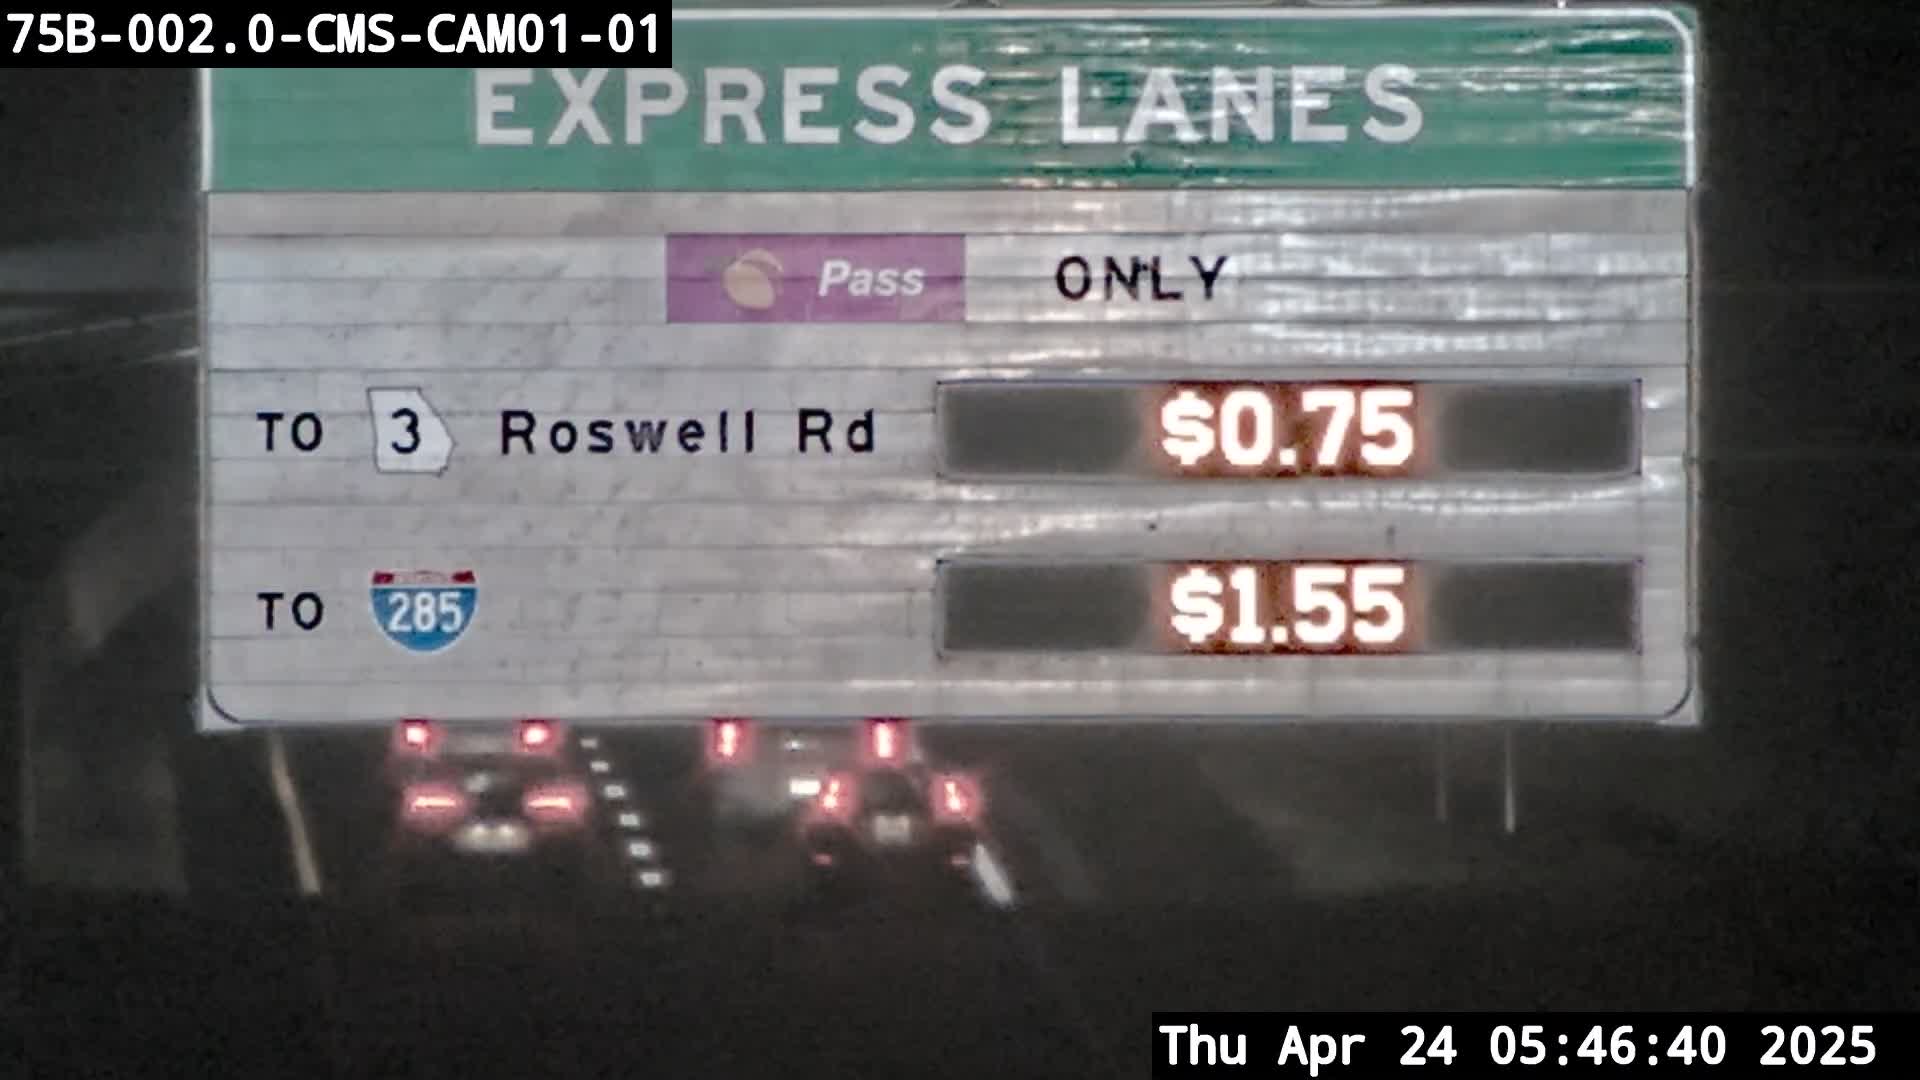 75B-002.0-CMS-CAM01-01
EXPRESS LANES
Pass ONLY
TO 3 Roswell Rd $0.75
TO 285 $1.55
Thu Apr 24 05:46:40 2025